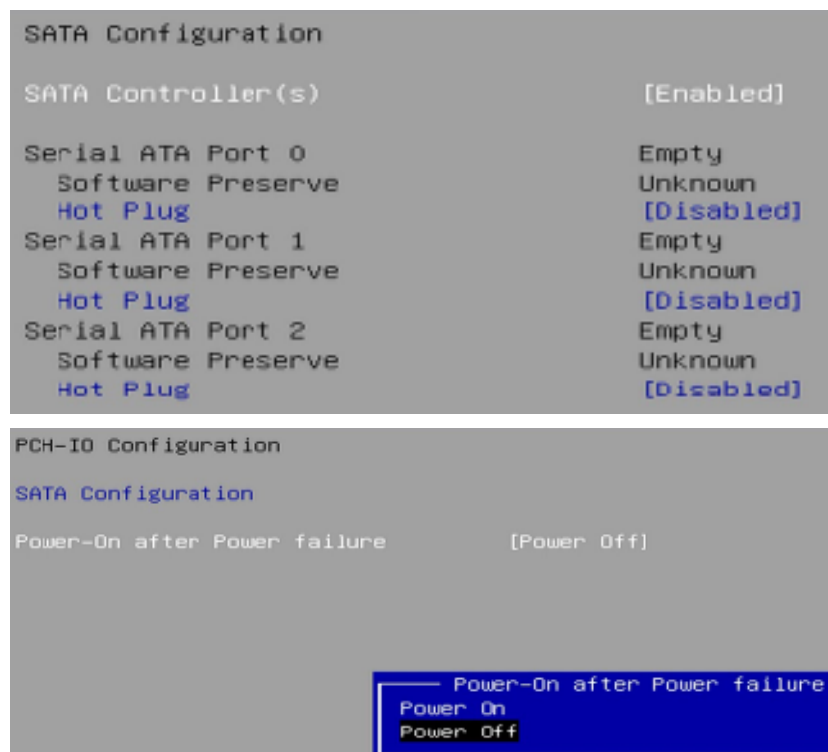 SATA Configuration
SATA Controller(s) [Enabled]
Serial ATA Port 0 Empty
Software Preserve Unknown
Hot Plug [Disabled]
Serial ATA Port 1 Empty
Software Preserve Unknown
Hot Plug [Disabled]
Serial ATA Port 2 Empty
Software Preserve Unknown
Hot Plug [Disabled]
PCH-IO Configuration
SATA Configuration
Power-On after Power failure [Power Off]
Power-On after Power failure
Power On
Power Off